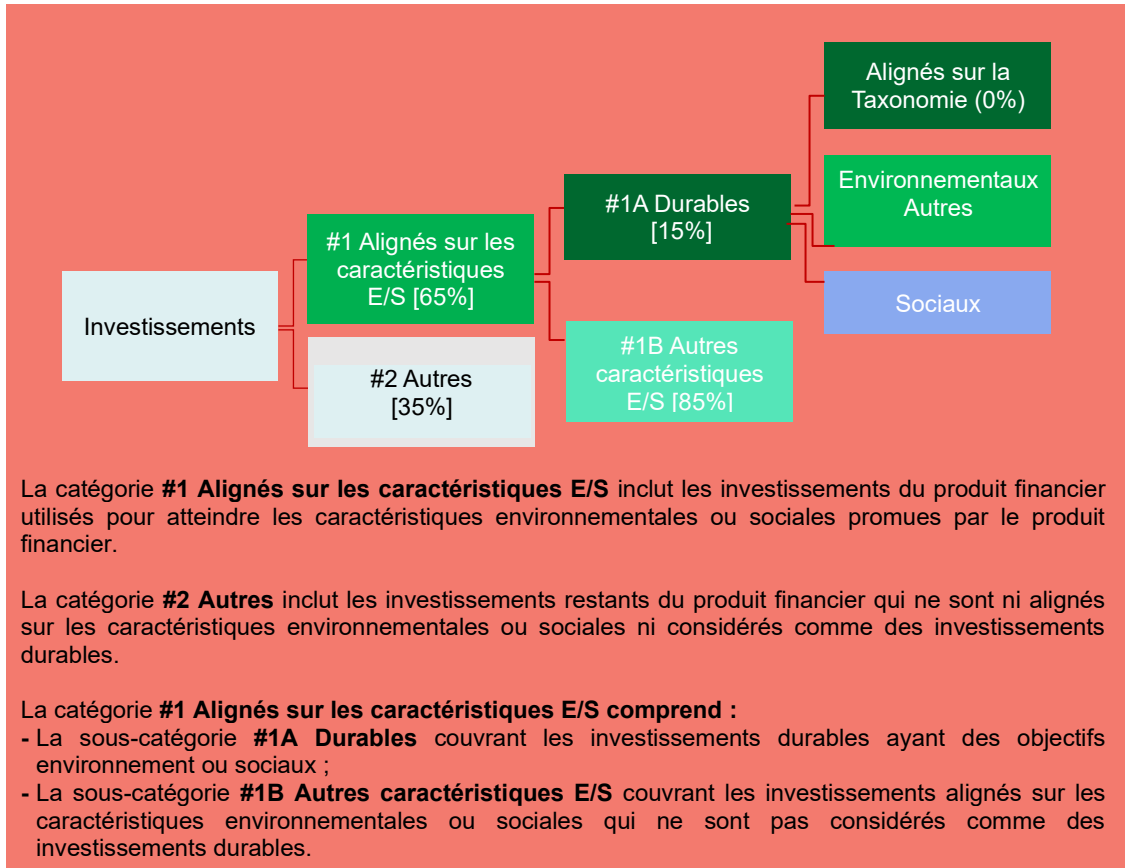 Alignés sur la
Taxonomie (0%)
Environnementaux
Autres
#1A Durables
[15%]
#1 Alignés sur les
caractéristiques
E/S [65%]
Sociaux
Investissements
#1B Autres
caractéristiques
E/S [85%]
#2 Autres
[35%]
La catégorie #1 Alignés sur les caractéristiques E/S inclut les investissements du produit financier
utilisés pour atteindre les caractéristiques environnementales ou sociales promues par le produit
financier.
La catégorie #2 Autres inclut les investissements restants du produit financier qui ne sont ni alignés
sur les caractéristiques environnementales ou sociales ni considérés comme des investissements
durables.
La catégorie #1 Alignés sur les caractéristiques E/S comprend :
- La sous-catégorie #1A Durables couvrant les investissements durables ayant des objectifs
environnement ou sociaux ;
- La sous-catégorie #1B Autres caractéristiques E/S couvrant les investissements alignés sur les
caractéristiques environnementales ou sociales qui ne sont pas considérés comme des
investissements durables.